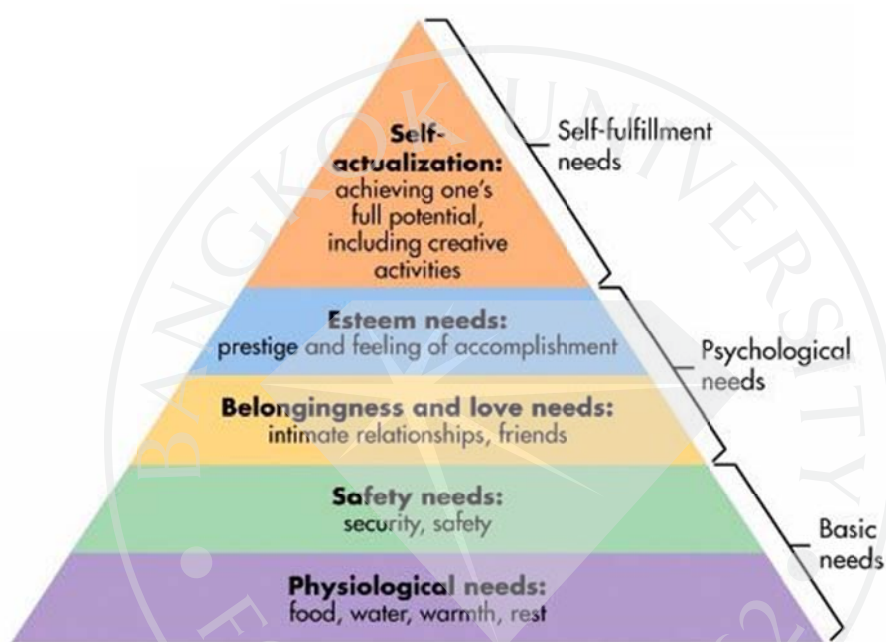 Self-
actualization:
achieving one's
full potential,
including creative
activities
Self-fulfillment
needs
Esteem needs:
prestige and feeling of accomplishment
Belongingness and love needs:
intimate relationships, friends
Psychological
needs
Safety needs:
security, safety
Physiological needs:
food, water, warmth, rest
Basic
needs
BANGKOK UNIVERSITY